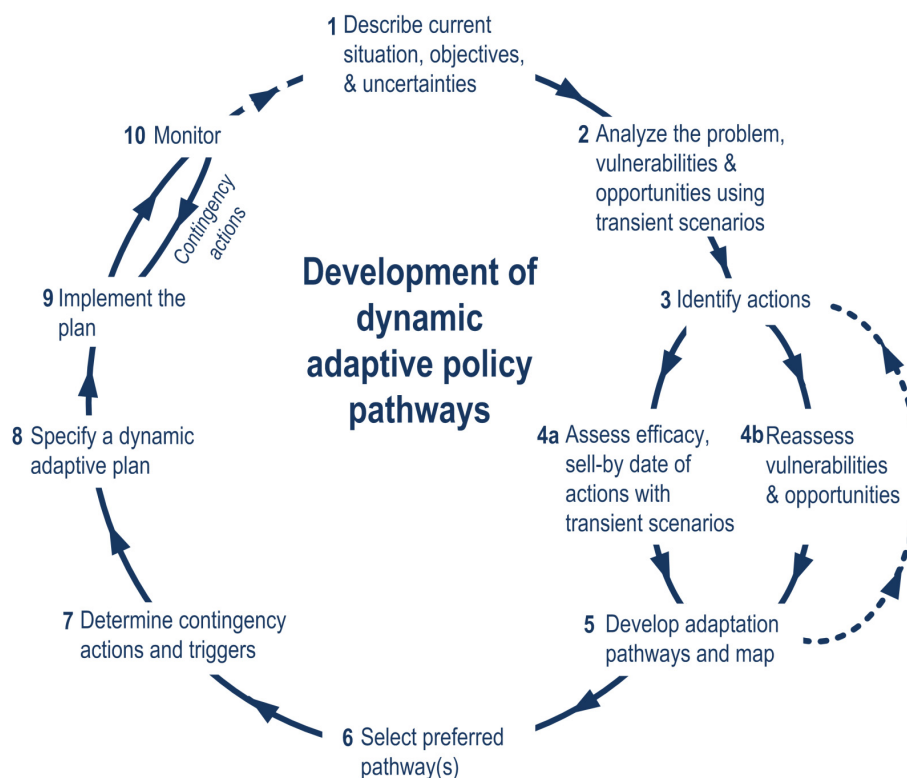 1 Describe current
situation, objectives,
& uncertainties
2 Analyze the problem,
vulnerabilities &
opportunities using
transient scenarios
3 Identify actions
4a Assess efficacy,
sell-by date of
actions with
transient scenarios
4b Reassess
vulnerabilities
& opportunities
5 Develop adaptation
pathways and map
6 Select preferred
pathway(s)
7 Determine contingency
actions and triggers
8 Specify a dynamic
adaptive plan
9 Implement the
plan
10 Monitor
Contingency
actions
Development of
dynamic
adaptive policy
pathways